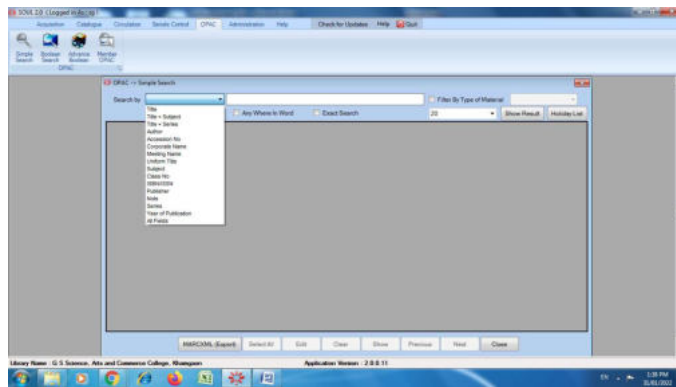 SOUL 2.0 (Logged in As: rg)
Acquisition Catalogue Circulation Serials Control OPAC Administration Help Check for Updates Help Quit
Simple Search Boolean Search Advance Boolean Member OPAC
OPAC
OPAC -> Simple Search
Search by Filter By Type of Material
Any Where In Word Exact Search 20 Show Result Holiday List
Title
Title + Subject
Title + Series
Author
Accession No
Corporate Name
Meeting Name
Uniform Title
Subject
Class No
ISBN/ISSN
Publisher
Note
Series
Year of Publication
All Fields
MARCXML (Export) Select All Edit Clear Show Previous Next Close
Library Name : G S Science, Arts and Commerce College, Khamgaon Application Version : 2.0.0.11
EN 3:38 PM
31/01/2022